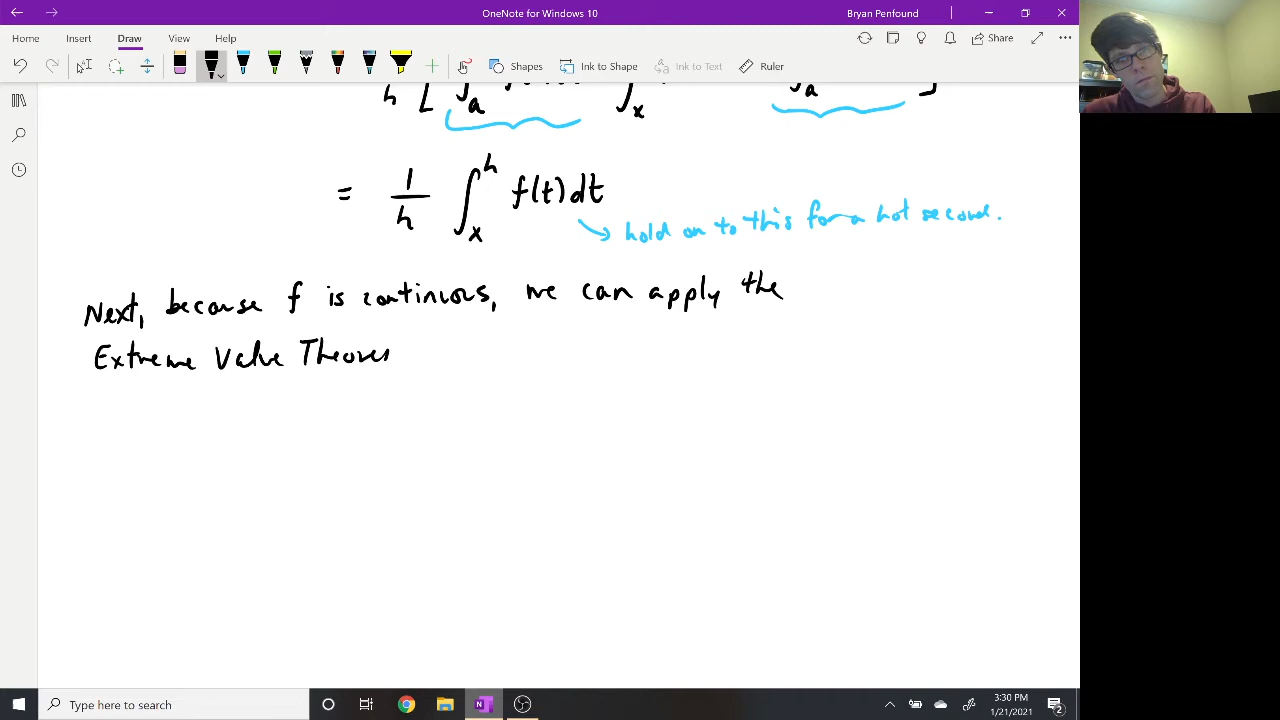 OneNote for Windows 10
Bryan Penfound
Home Insert Draw View Help
Share
Shapes
Ink to Shape
Ink to Text
Ruler
h [ ∫a ∫x ∫a ]
= 1/h ∫_x^h f(t)dt
hold on to this for a hot second.
Next, because f is continuous, we can apply the
Extreme Value Theorem
Type here to search
3:30 PM
1/21/2021
2